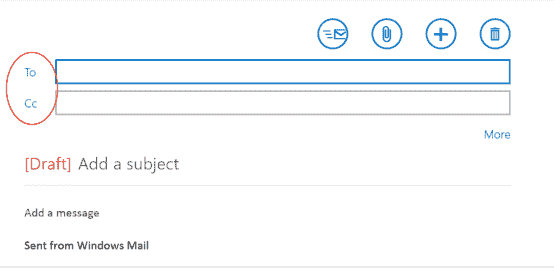 To
Cc
More
[Draft] Add a subject
Add a message
Sent from Windows Mail